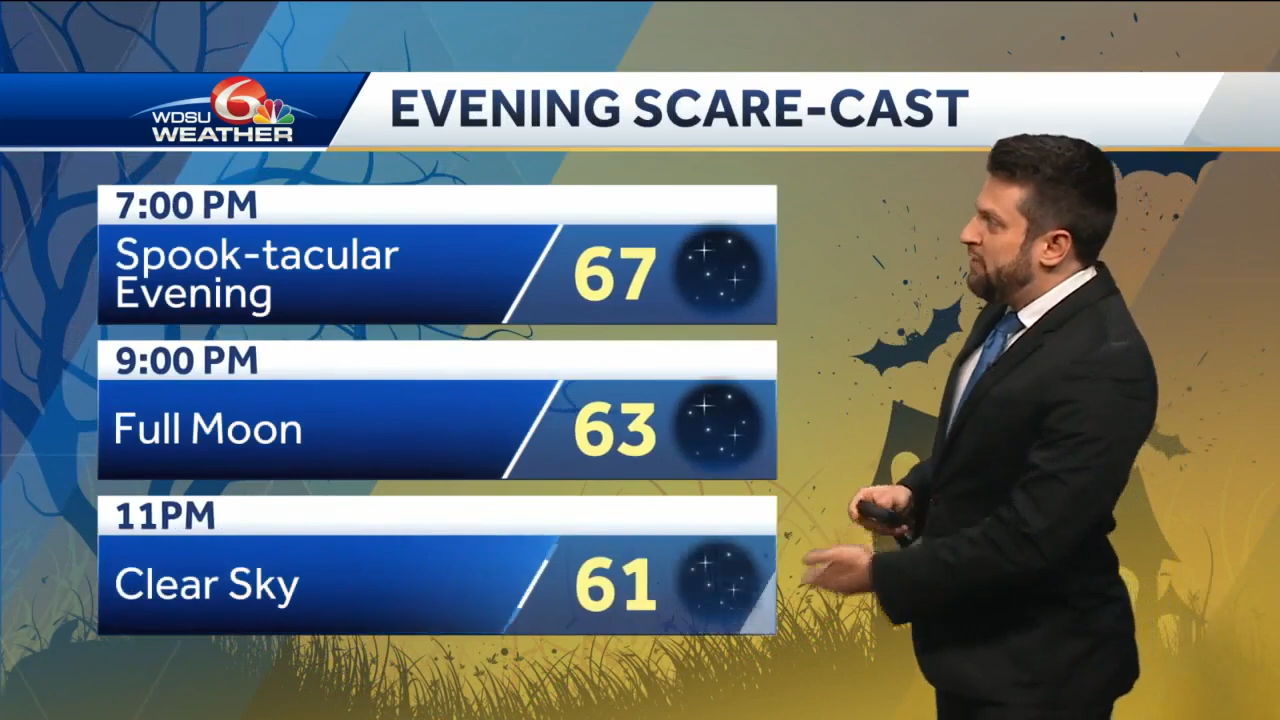 WDSU 6
WEATHER
EVENING SCARE-CAST
7:00 PM
Spook-tacular
Evening
67
9:00 PM
Full Moon
63
11PM
Clear Sky
61